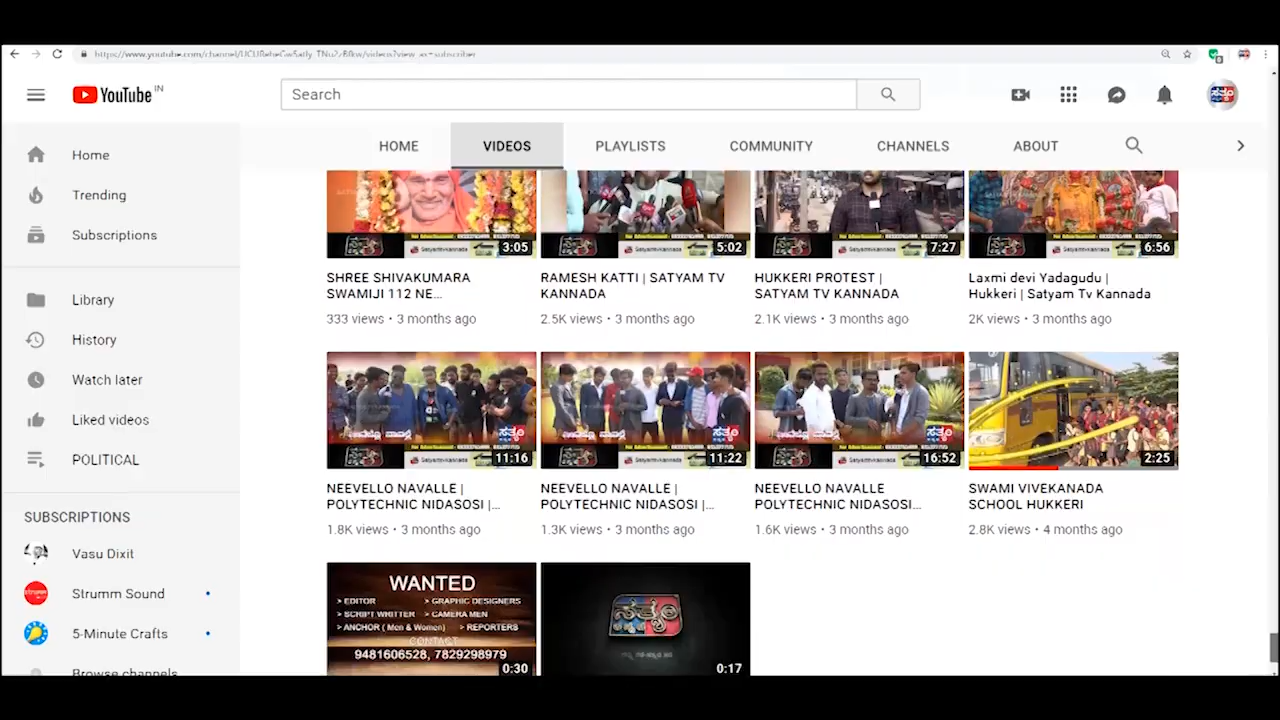 YouTube IN
Search
HOME
VIDEOS
PLAYLISTS
COMMUNITY
CHANNELS
ABOUT
Home
Trending
Subscriptions
Library
History
Watch later
Liked videos
POLITICAL
SUBSCRIPTIONS
Vasu Dixit
Strumm Sound
5-Minute Crafts
Browse channels
3:05
5:02
7:27
6:56
SHREE SHIVAKUMARA
SWAMIJI 112 NE...
333 views • 3 months ago
RAMESH KATTI | SATYAM TV
KANNADA
2.5K views • 3 months ago
HUKKERI PROTEST |
SATYAM TV KANNADA
2.1K views • 3 months ago
Laxmi devi Yadagudu |
Hukkeri | Satyam Tv Kannada
2K views • 3 months ago
ಸತ್ಯಂ
11:16
11:22
16:52
2:25
NEEVELLO NAVALLE |
POLYTECHNIC NIDASOSI |...
1.8K views • 3 months ago
NEEVELLO NAVALLE |
POLYTECHNIC NIDASOSI |...
1.3K views • 3 months ago
NEEVELLO NAVALLE
POLYTECHNIC NIDASOSI...
1.6K views • 3 months ago
SWAMI VIVEKANADA
SCHOOL HUKKERI
2.8K views • 4 months ago
WANTED
> EDITOR > GRAPHIC DESIGNERS
> SCRIPT WRITTER > CAMERA MEN
> ANCHOR ( Men & Women) > REPORTERS
CONTACT
9481606528, 7829298979
0:30
ಸತ್ಯಂ
0:17